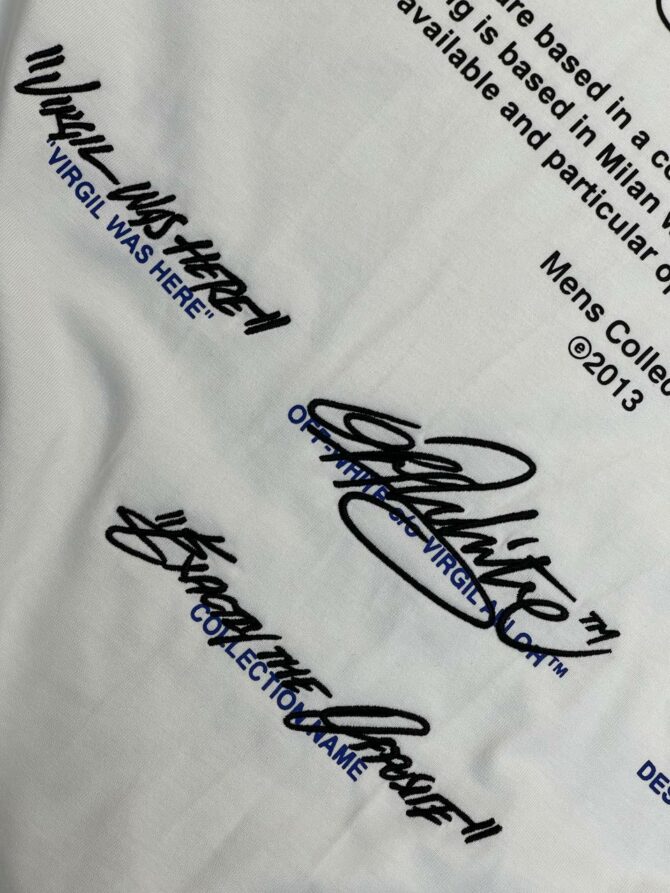 are based in a
ng is based in Milan
available and particular
Mens Collec
©2013
"VIRGIL WAS HERE"
"VIRGIL WAS HERE"
Off White™
OFF-WHITE c/o VIRGIL ABLOH™
"EXACTLY THE OPPOSITE"
COLLECTION NAME
DES